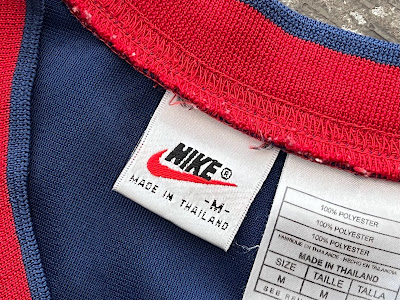 NIKE®
-M-
MADE IN THAILAND
100% POLYESTER
100% POLYESTER
100% POLYESTER
MADE IN THAILAND
SIZE TAILLE TALLA
M M M